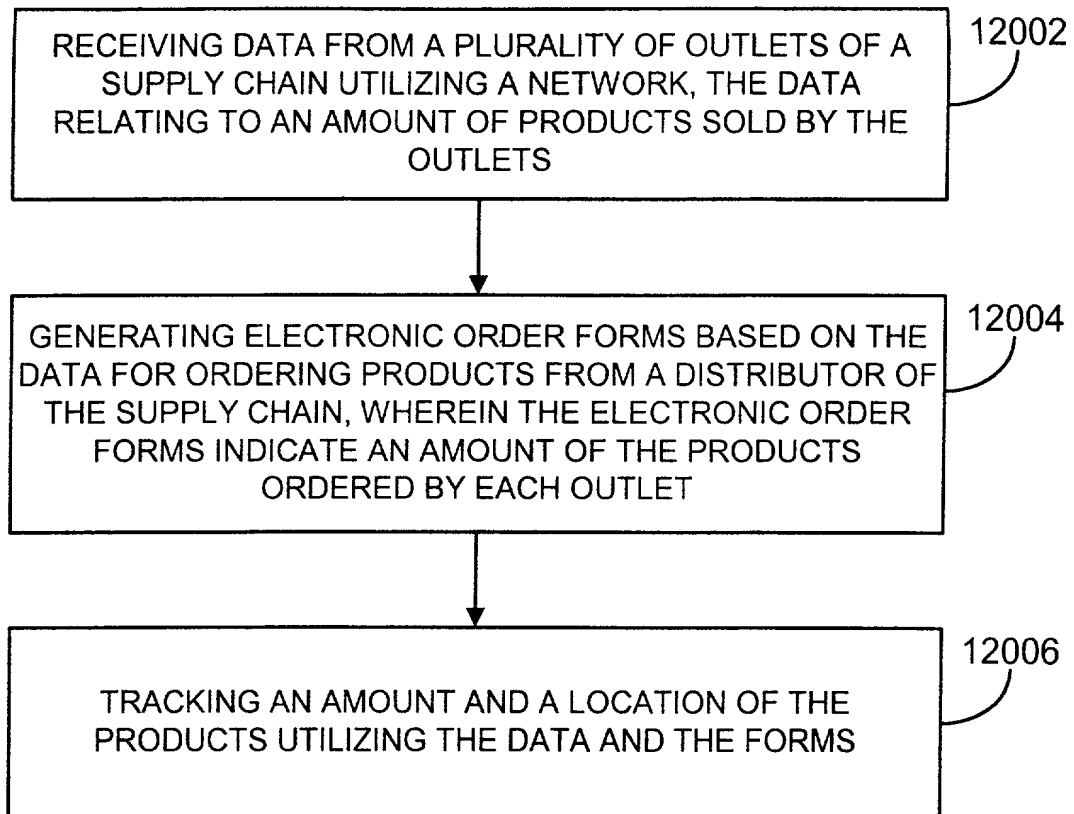 RECEIVING DATA FROM A PLURALITY OF OUTLETS OF A
SUPPLY CHAIN UTILIZING A NETWORK, THE DATA
RELATING TO AN AMOUNT OF PRODUCTS SOLD BY THE
OUTLETS
12002
GENERATING ELECTRONIC ORDER FORMS BASED ON THE
DATA FOR ORDERING PRODUCTS FROM A DISTRIBUTOR OF
THE SUPPLY CHAIN, WHEREIN THE ELECTRONIC ORDER
FORMS INDICATE AN AMOUNT OF THE PRODUCTS
ORDERED BY EACH OUTLET
12004
TRACKING AN AMOUNT AND A LOCATION OF THE
PRODUCTS UTILIZING THE DATA AND THE FORMS
12006